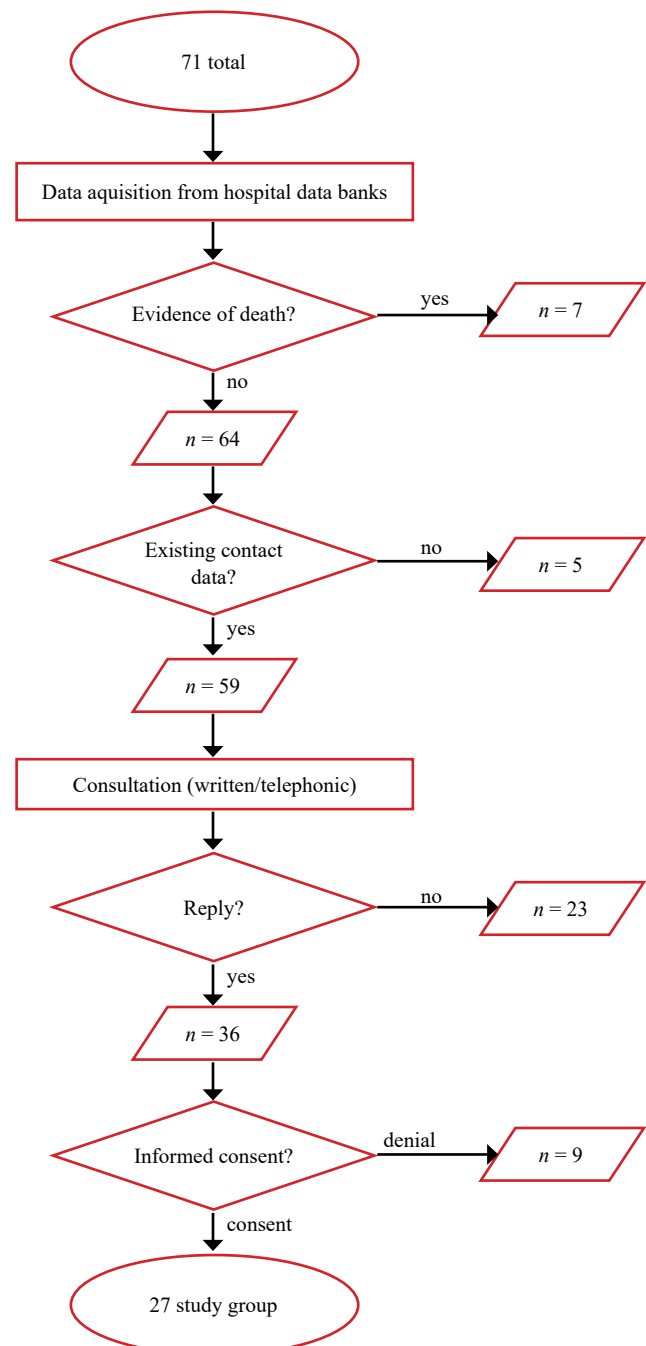 71 total
Data aquisition from hospital data banks
Evidence of death?
yes
n = 7
no
n = 64
Existing contact
data?
no
n = 5
yes
n = 59
Consultation (written/telephonic)
Reply?
no
n = 23
yes
n = 36
Informed consent?
denial
n = 9
consent
27 study group